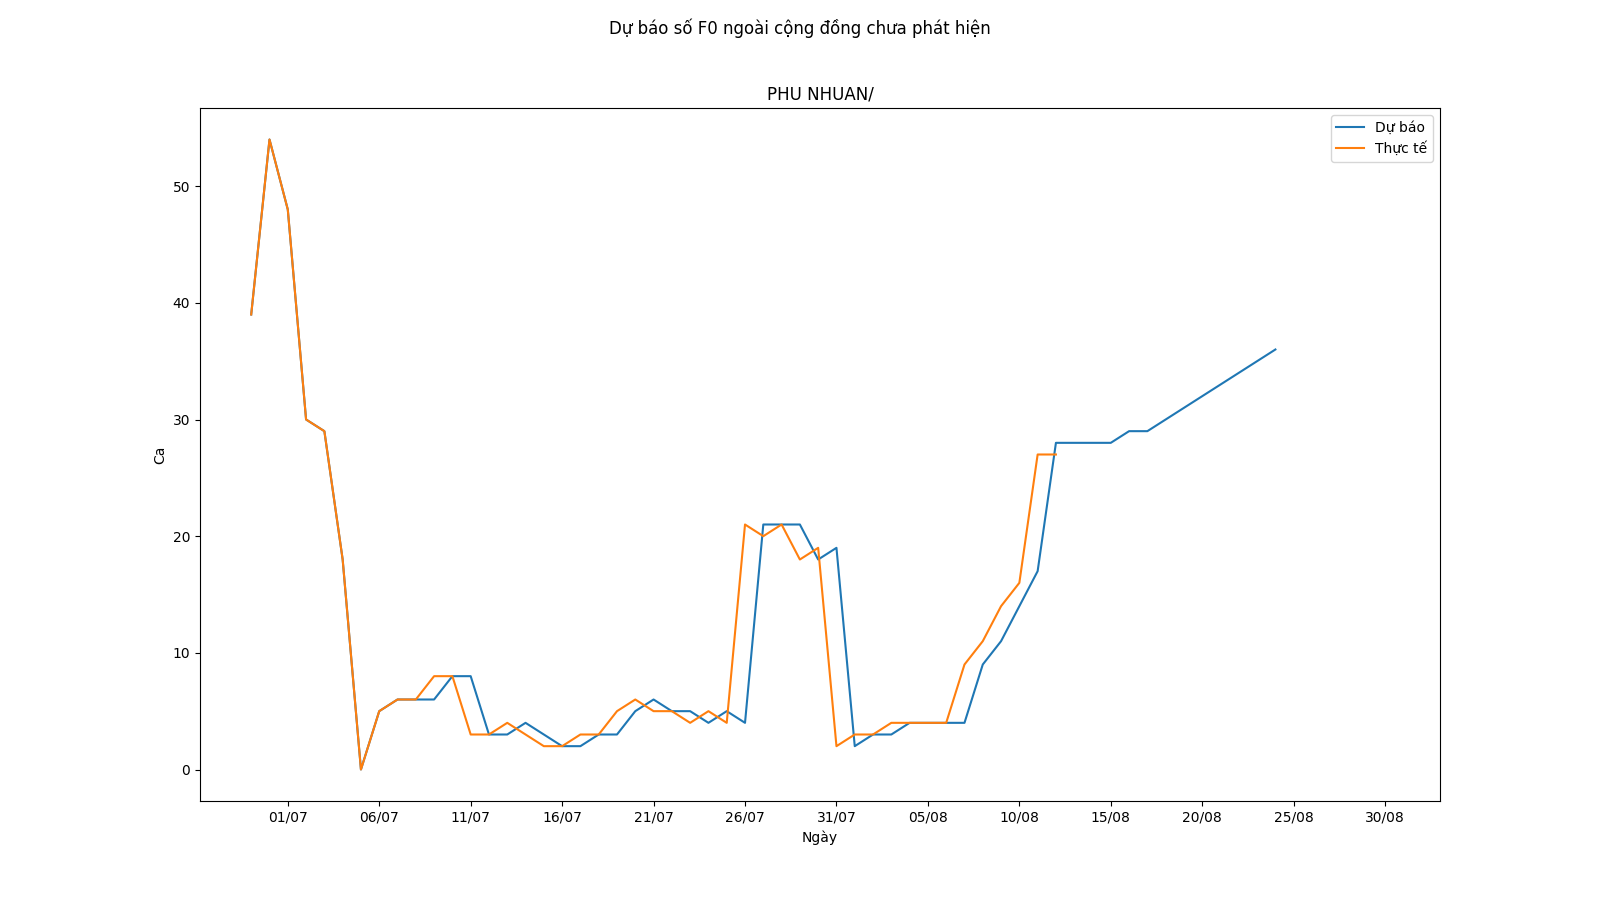 Dự báo số F0 ngoài cộng đồng chưa phát hiện
PHU NHUAN/
Dự báo
Thực tế
Ca
50
40
30
20
10
0
01/07 06/07 11/07 16/07 21/07 26/07 31/07 05/08 10/08 15/08 20/08 25/08 30/08
Ngày